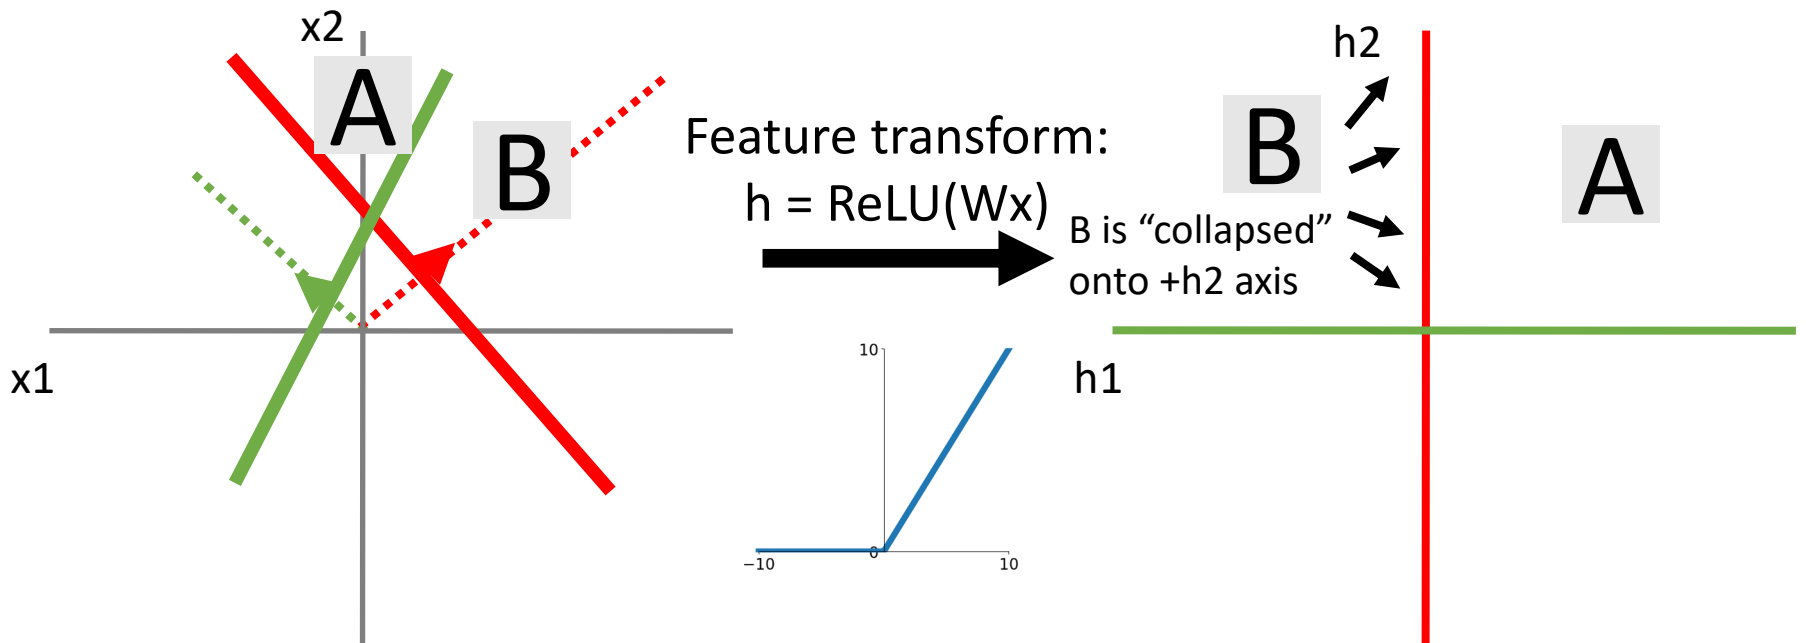 x2
A
B
x1
Feature transform:
h = ReLU(Wx)
10
0
−10
10
h2
B
A
B is “collapsed”
onto +h2 axis
h1